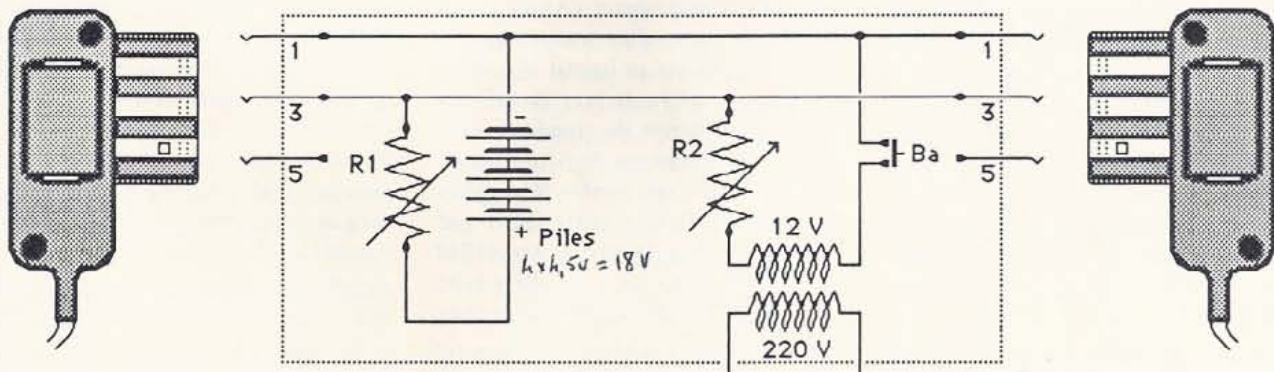 1 1
3 3
R1 - R2 Ba
5 5
+ Piles 12 V
4x4,5v = 18V
220 V